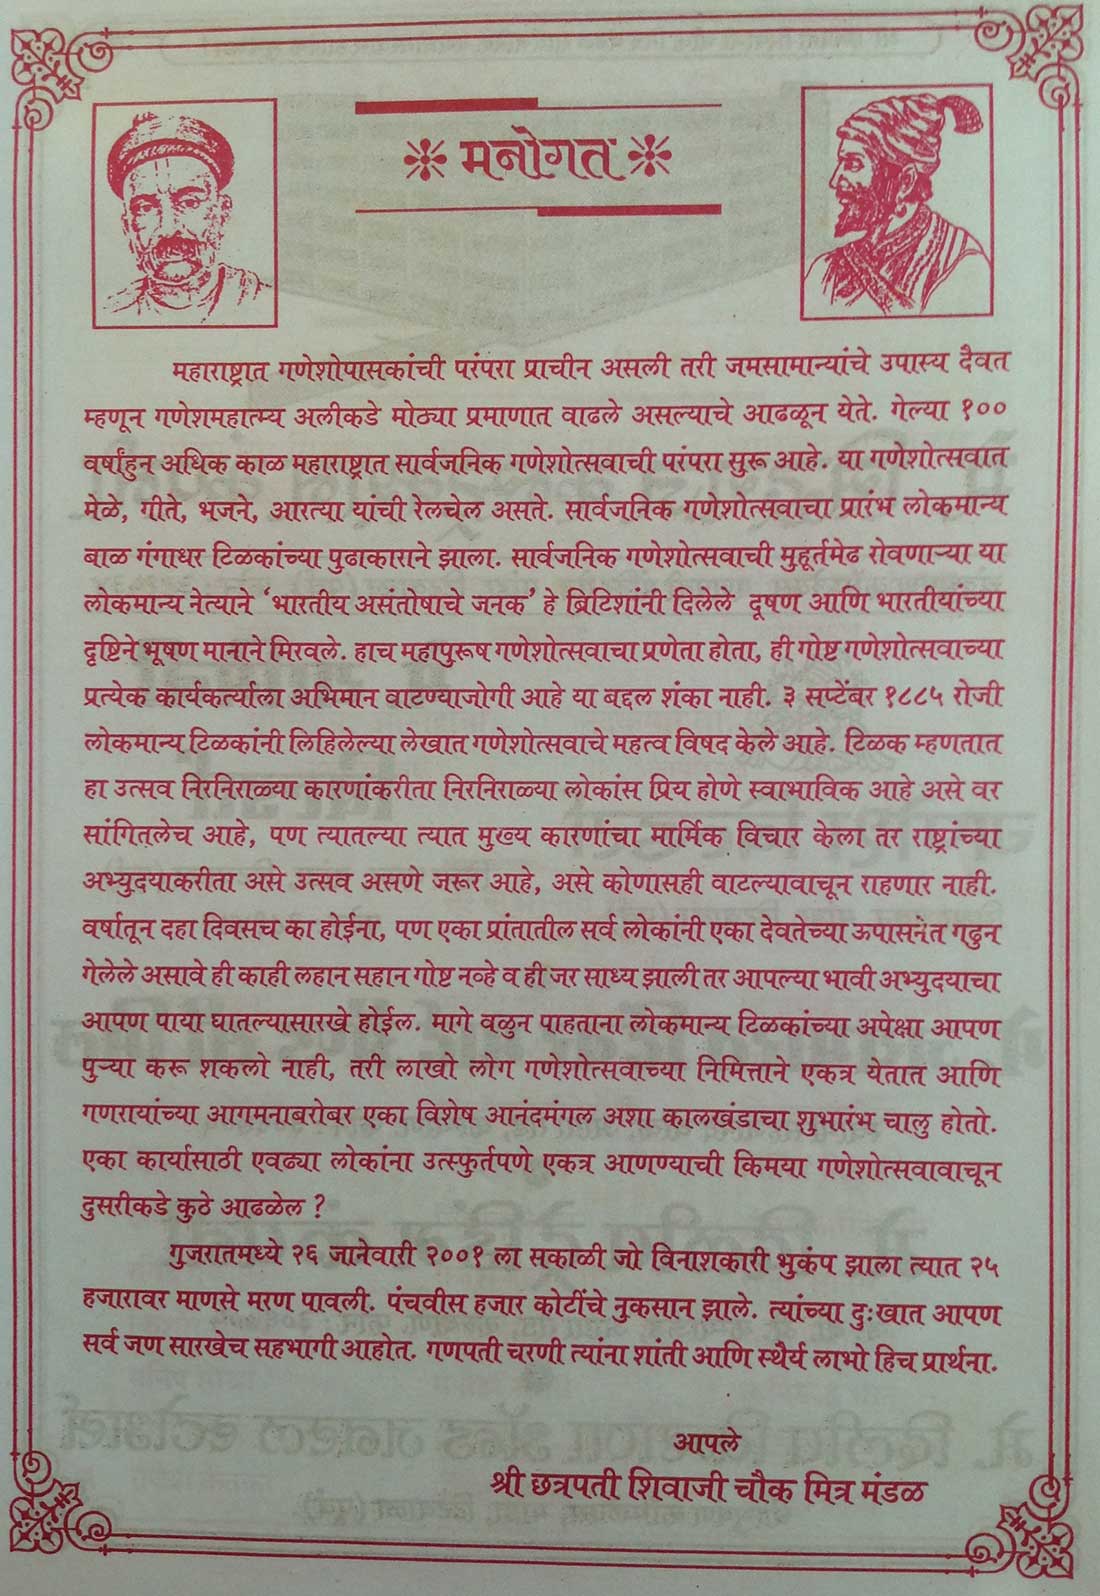 मनोगत
महाराष्ट्रात गणेशोपासकांची परंपरा प्राचीन असली तरी जमसामान्यांचे उपास्य दैवत
म्हणून गणेशमहात्म्य अलीकडे मोठ्या प्रमाणात वाढले असल्याचे आढळून येते. गेल्या १००
वर्षांहुन अधिक काळ महाराष्ट्रात सार्वजनिक गणेशोत्सवाची परंपरा सुरू आहे. या गणेशोत्सवात
मेळे, गीते, भजने, आरत्या यांची रेलचेल असते. सार्वजनिक गणेशोत्सवाचा प्रारंभ लोकमान्य
बाळ गंगाधर टिळकांच्या पुढाकाराने झाला. सार्वजनिक गणेशोत्सवाची मुहूर्तमेढ रोवणाऱ्या या
लोकमान्य नेत्याने ‘भारतीय असंतोषाचे जनक’ हे ब्रिटिशांनी दिलेले दूषण आणि भारतीयांच्या
दृष्टिने भूषण मानाने मिरवले. हाच महापुरूष गणेशोत्सवाचा प्रणेता होता, ही गोष्ट गणेशोत्सवाच्या
प्रत्येक कार्यकर्त्याला अभिमान वाटण्याजोगी आहे या बद्दल शंका नाही. ३ सप्टेंबर १८८५ रोजी
लोकमान्य टिळकांनी लिहिलेल्या लेखात गणेशोत्सवाचे महत्व विषद केले आहे. टिळक म्हणतात
हा उत्सव निरनिराळ्या कारणांकरीता निरनिराळ्या लोकांस प्रिय होणे स्वाभाविक आहे असे वर
सांगितलेच आहे, पण त्यातल्या त्यात मुख्य कारणांचा मार्मिक विचार केला तर राष्ट्रांच्या
अभ्युदयाकरीता असे उत्सव असणे जरूर आहे, असे कोणासही वाटल्यावाचून राहणार नाही.
वर्षातून दहा दिवसच का होईना, पण एका प्रांतातील सर्व लोकांनी एका देवतेच्या ऊपासनेत गढुन
गेलेले असावे ही काही लहान सहान गोष्ट नव्हे व ही जर साध्य झाली तर आपल्या भावी अभ्युदयाचा
आपण पाया घातल्यासारखे होईल. मागे वळुन पाहताना लोकमान्य टिळकांच्या अपेक्षा आपण
पुऱ्या करू शकलो नाही, तरी लाखो लोग गणेशोत्सवाच्या निमित्ताने एकत्र येतात आणि
गणरायांच्या आगमनाबरोबर एका विशेष आनंदमंगल अशा कालखंडाचा शुभारंभ चालु होतो.
एका कार्यासाठी एवढ्या लोकांना उत्स्फुर्तपणे एकत्र आणण्याची किमया गणेशोत्सवावाचून
दुसरीकडे कुठे आढळेल ?
गुजरातमध्ये २६ जानेवारी २००१ ला सकाळी जो विनाशकारी भुकंप झाला त्यात २५
हजारावर माणसे मरण पावली. पंचवीस हजार कोटींचे नुकसान झाले. त्यांच्या दुःखात आपण
सर्व जण सारखेच सहभागी आहोत. गणपती चरणी त्यांना शांती आणि स्थैर्य लाभो हिच प्रार्थना.
आपले
श्री छत्रपती शिवाजी चौक मित्र मंडळ